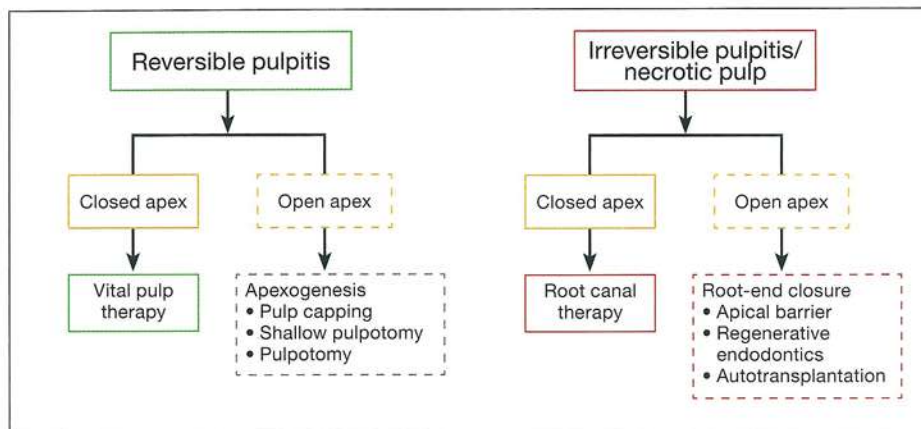 Reversible pulpitis
Closed apex
Open apex
Vital pulp
therapy
Apexogenesis
• Pulp capping
• Shallow pulpotomy
• Pulpotomy
Irreversible pulpitis/
necrotic pulp
Closed apex
Open apex
Root canal
therapy
Root-end closure
• Apical barrier
• Regenerative
endodontics
• Autotransplantation